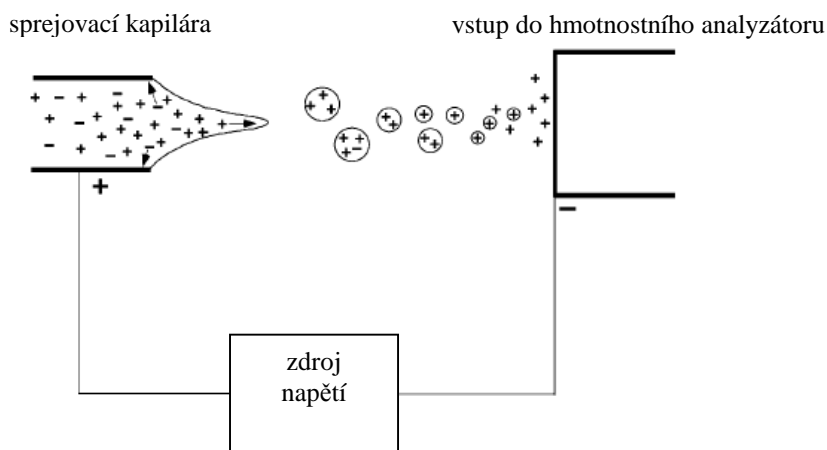 sprejovací kapilára
vstup do hmotnostního analyzátoru
zdroj
napětí